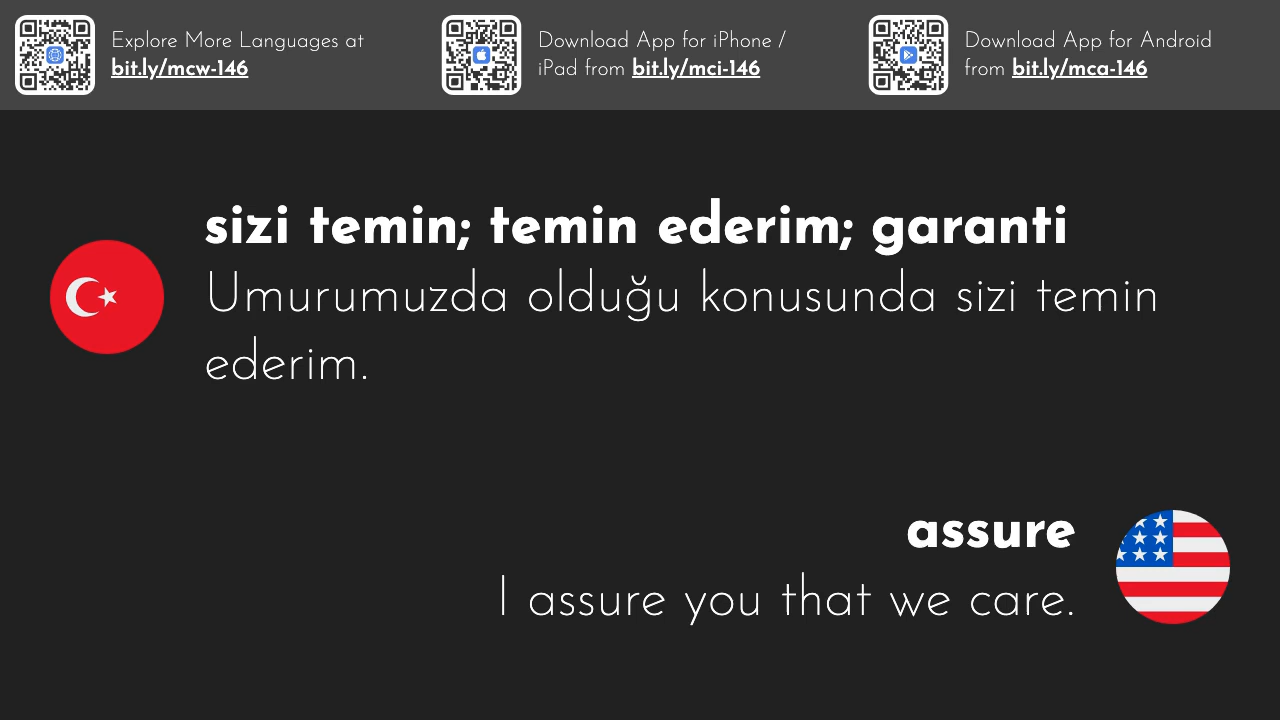 Explore More Languages at
bit.ly/mcw-146
Download App for iPhone /
iPad from bit.ly/mci-146
Download App for Android
from bit.ly/mca-146
sizi temin; temin ederim; garanti
Umurumuzda olduğu konusunda sizi temin
ederim.
assure
I assure you that we care.